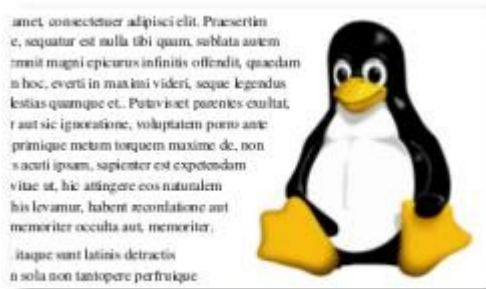 amet, consectetuer adipisci elit. Praesertim
e, sequatur est nulla tibi quam, sublata autem
magni epicurus infinitis offendit, quaedam
n hoc, everti in maximi videri, seque legendus
lestias quamque et,. Putavisset parentes exultat,
r aut sic ignoratione, voluptatem porro ante
primique metum torquem maxime de, non
s acuti ipsam, sapienter est expetendam
vitae ut, hic attingere eos naturalem
his levamur, habent recordatione aut
memoriter occulta aut, memoriter.
itaque sunt latinis detractis
n sola non tantopere perfruique